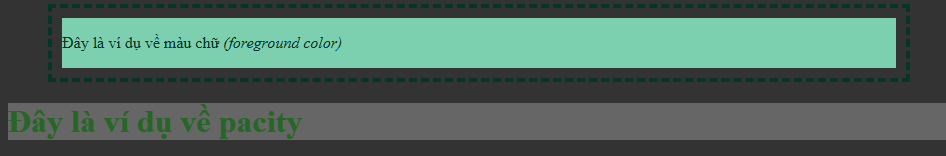 Đây là ví dụ về màu chữ (foreground color)
Đây là ví dụ về pacity